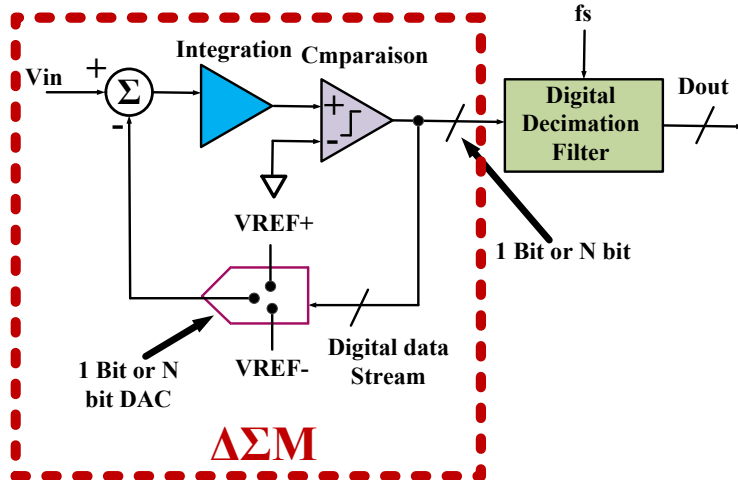 Integration
Cmparaison
fs
Vin
+
Σ
-
+
-
Digital
Decimation
Filter
Dout
VREF+
1 Bit or N bit
VREF-
Digital data
Stream
1 Bit or N
bit DAC
ΔΣM